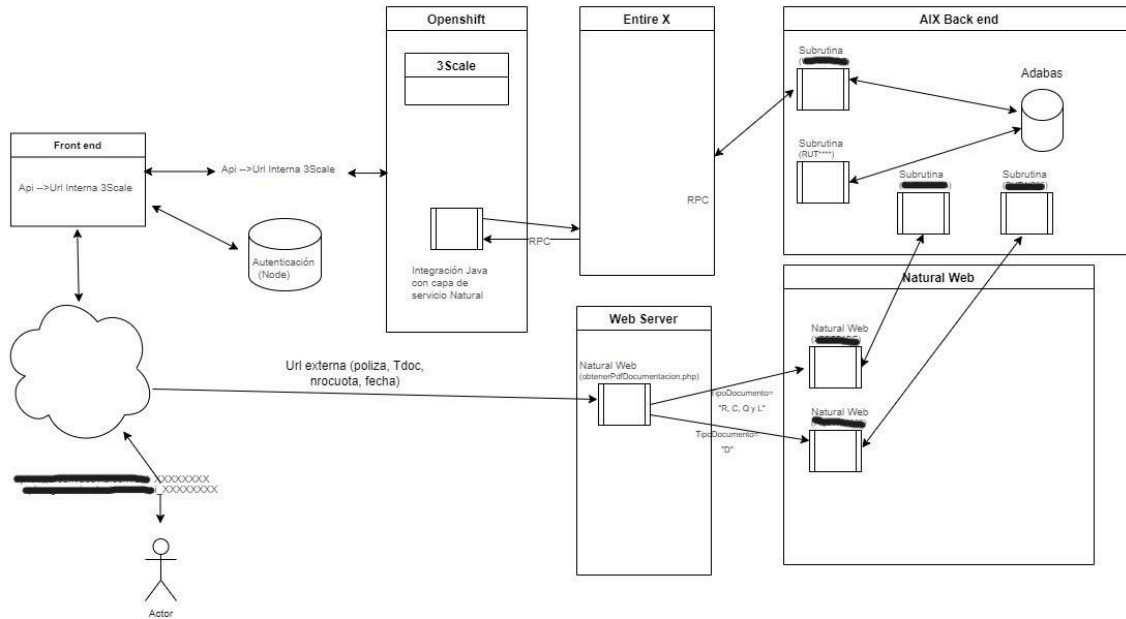 Openshift
3Scale
Integración Java
con capa de
servicio Natural
Entire X
RPC
RPC
AIX Back end
Subrutina
Adabas
Subrutina
(RUT****)
Subrutina
Subrutina
Front end
Api -->Url Interna 3Scale
Api -->Url Interna 3Scale
Autenticación
(Node)
Url externa (poliza, Tdoc,
nrocuota, fecha)
Web Server
Natural Web
(obtenerPdfDocumentacion,php)
TipoDocumento=
"R, C, Q y L"
TipoDocumento=
"D"
Natural Web
Natural Web
Natural Web
XXXXXXX
i_XXXXXXXX
Actor